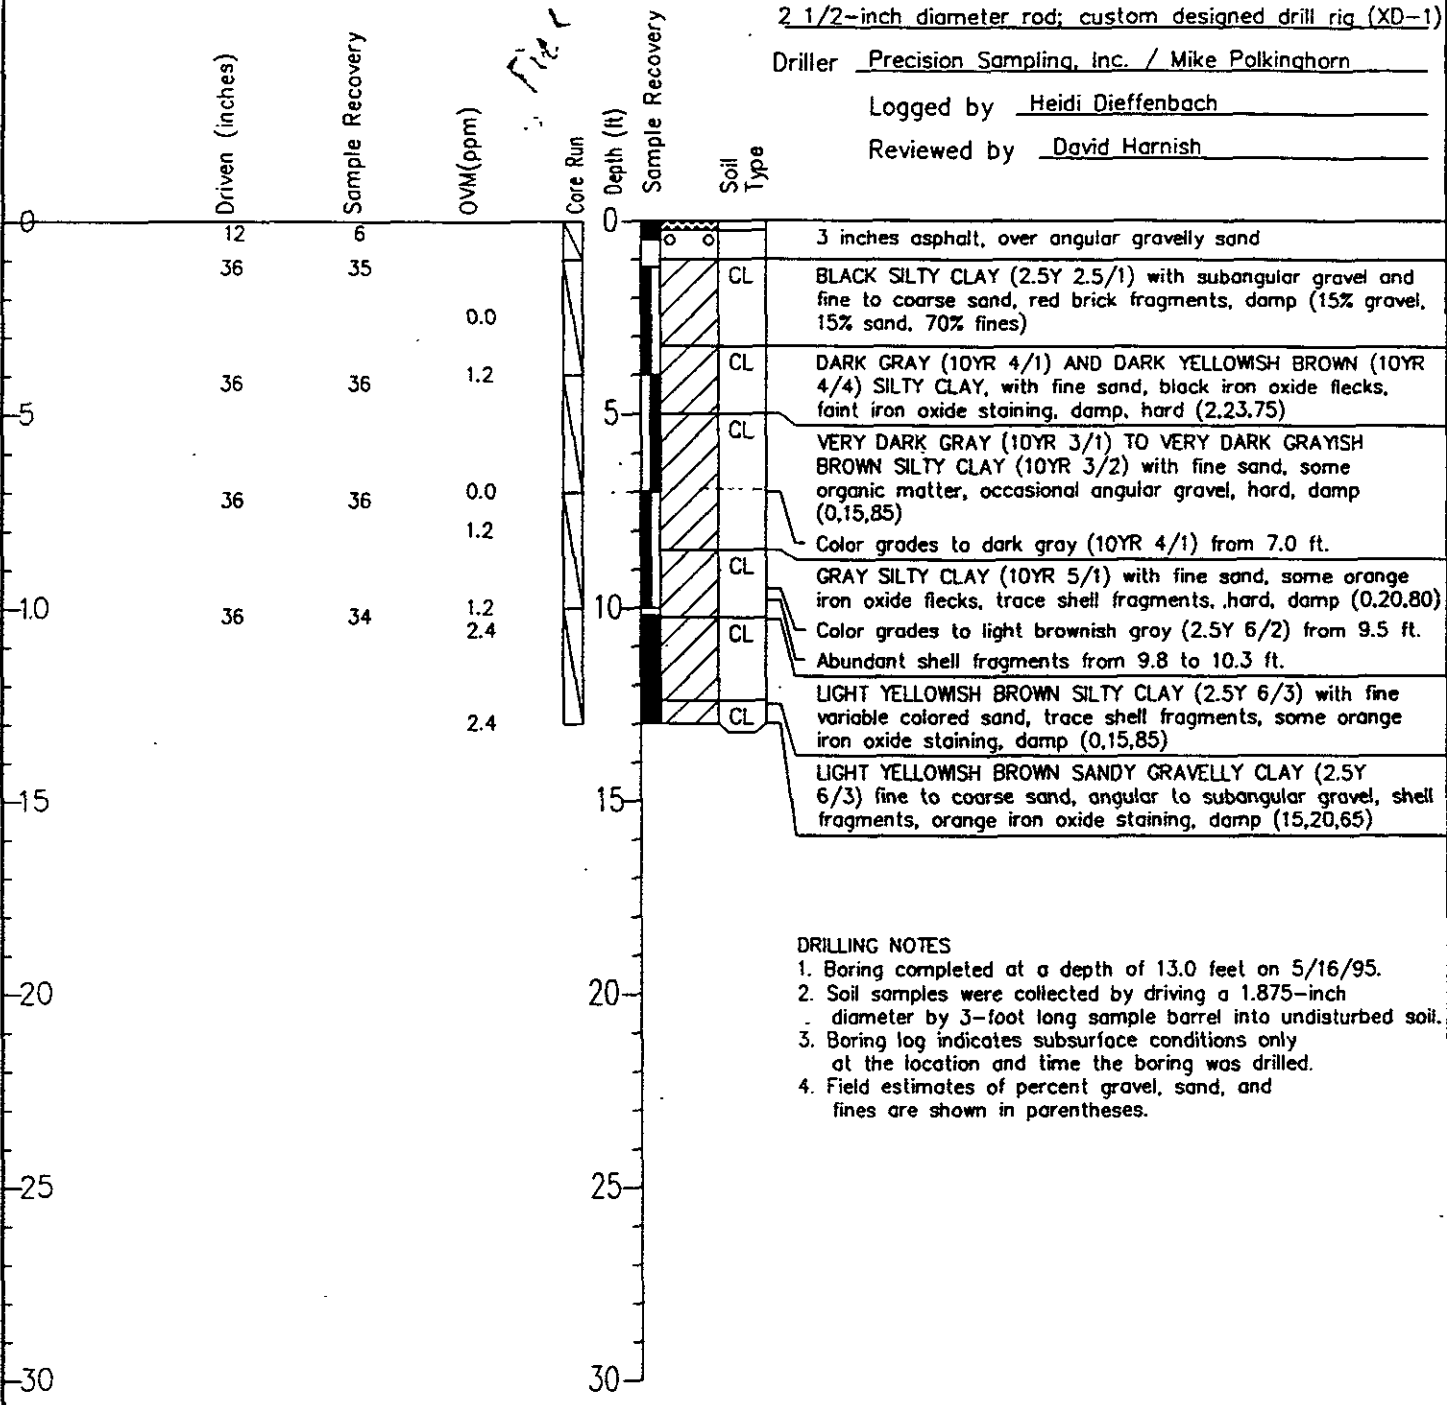 2 1/2-inch diameter rod; custom designed drill rig (XD-1)
Driller Precision Sampling, Inc. / Mike Polkinghorn
Logged by Heidi Dieffenbach
Reviewed by David Harnish
Driven (inches)
Sample Recovery
OVM(ppm)
Core Run
Depth (ft)
Sample Recovery
Soil Type
0
12 6
0
3 inches asphalt, over angular gravelly sand
36 35
CL
BLACK SILTY CLAY (2.5Y 2.5/1) with subangular gravel and
fine to coarse sand, red brick fragments, damp (15% gravel,
15% sand, 70% fines)
0.0
CL
DARK GRAY (10YR 4/1) AND DARK YELLOWISH BROWN (10YR
4/4) SILTY CLAY, with fine sand, black iron oxide flecks,
faint iron oxide staining, damp, hard (2,23,75)
1.2
36 36
5
5
CL
VERY DARK GRAY (10YR 3/1) TO VERY DARK GRAYISH
BROWN SILTY CLAY (10YR 3/2) with fine sand, some
organic matter, occasional angular gravel, hard, damp
(0,15,85)
0.0
36 36
1.2
Color grades to dark gray (10YR 4/1) from 7.0 ft.
CL
GRAY SILTY CLAY (10YR 5/1) with fine sand, some orange
iron oxide flecks, trace shell fragments, hard, damp (0,20,80)
10
1.2
10
36 34
2.4
Color grades to light brownish gray (2.5Y 6/2) from 9.5 ft.
CL
Abundant shell fragments from 9.8 to 10.3 ft.
LIGHT YELLOWISH BROWN SILTY CLAY (2.5Y 6/3) with fine
variable colored sand, trace shell fragments, some orange
iron oxide staining, damp (0,15,85)
2.4
CL
LIGHT YELLOWISH BROWN SANDY GRAVELLY CLAY (2.5Y
6/3) fine to coarse sand, angular to subangular gravel, shell
fragments, orange iron oxide staining, damp (15,20,65)
15
15
DRILLING NOTES
1. Boring completed at a depth of 13.0 feet on 5/16/95.
2. Soil samples were collected by driving a 1.875-inch
diameter by 3-foot long sample barrel into undisturbed soil.
3. Boring log indicates subsurface conditions only
at the location and time the boring was drilled.
4. Field estimates of percent gravel, sand, and
fines are shown in parentheses.
20
20
25
25
30
30